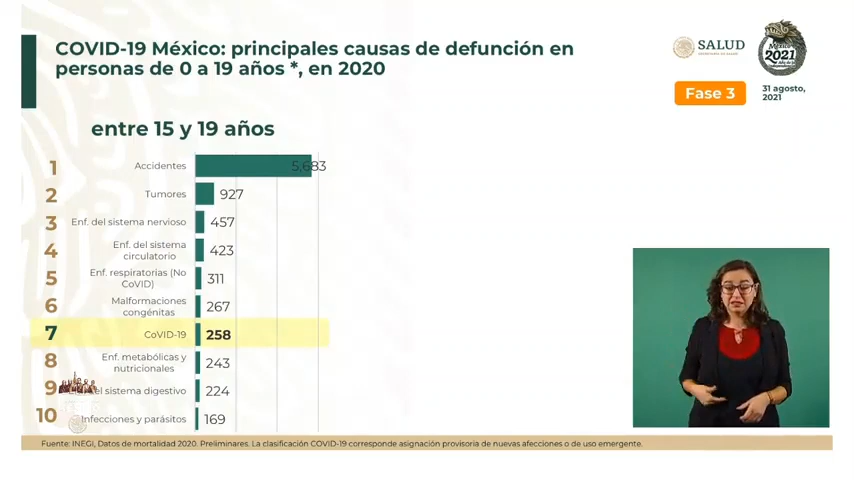 COVID-19 México: principales causas de defunción en
personas de 0 a 19 años *, en 2020
SALUD
SECRETARÍA DE SALUD
México
2021
Fase 3
31 agosto,
2021
entre 15 y 19 años
1 Accidentes 5,683
2 Tumores 927
3 Enf. del sistema nervioso 457
4 Enf. del sistema
circulatorio 423
5 Enf. respiratorias (No
CoVID) 311
6 Malformaciones
congénitas 267
7 CoVID-19 258
8 Enf. metabólicas y
nutricionales 243
9 del sistema digestivo 224
10 Infecciones y parásitos 169
Fuente: INEGI, Datos de mortalidad 2020. Preliminares. La clasificación COVID-19 corresponde asignación provisoria de nuevas afecciones o de uso emergente.